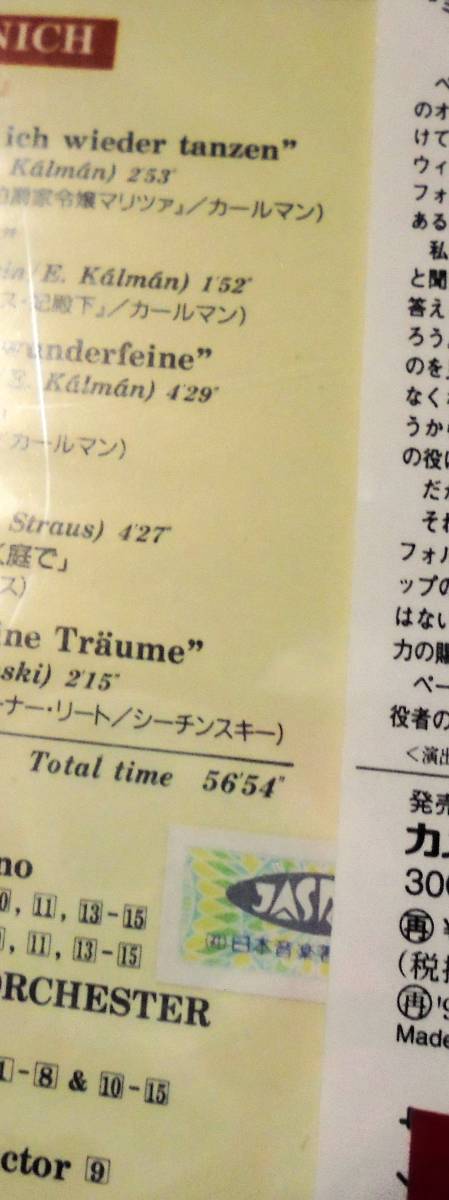 NICH
ich wieder tanzen”
Kálmán) 2'53"
伯爵家令嬢マリツァ』/カールマン)
”
/E. Kálmán) 1'52"
妃殿下』/カールマン)
wunderfeine”
E. Kálmán) 4'29"
カールマン)
Straus) 4'27"
庭で」
ス)
ine Träume”
ski) 2'15"
ーナー・リート/シーチンスキー)
Total time 56'54"
no
0, 11, 13-15
, 11, 13-15
ORCHESTER
1-8 & 10-15
ctor 9
JAS
日本音楽著
ペ
のオ
けて
ウィ
フォ
ある
私
と聞
答え
ろう
のを
なく
うか
の役に
だか
それ
フォル
ップの
はない
力の賜
ペー
役者の
<演出
発売
カ
300
再 ¥
(税抜
再 '9
Made